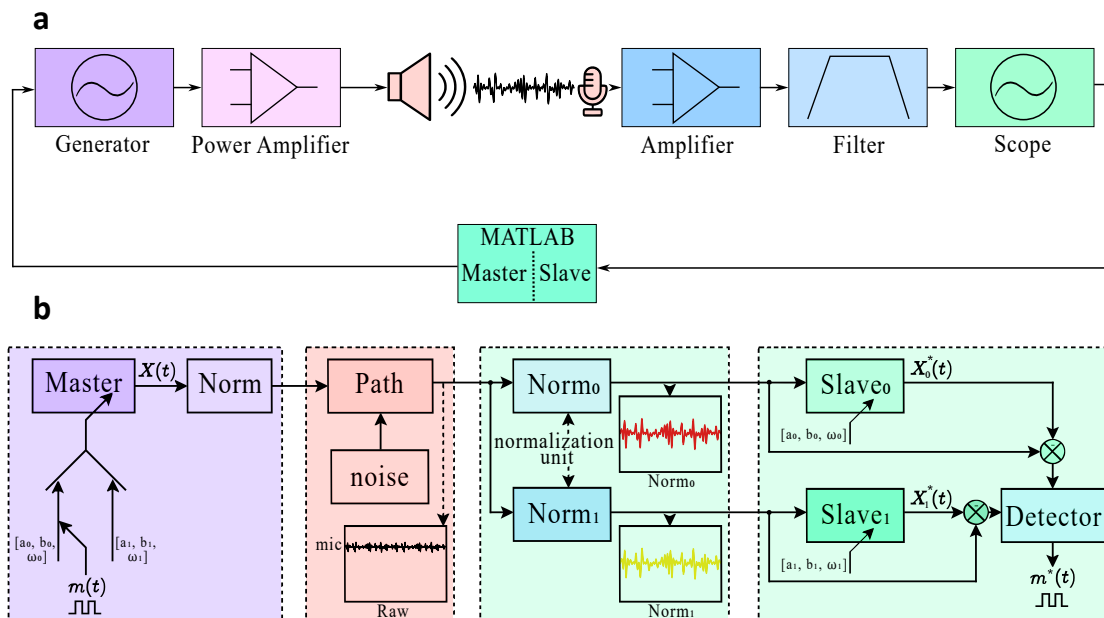 a
Generator
Power Amplifier
Amplifier
Filter
Scope
MATLAB
Master
Slave
b
Master
X(t)
Norm
[a₀, b₀,
ω₀]
[a₁, b₁,
ω₁]
m(t)
Path
noise
mic
Raw
Norm₀
normalization
unit
Norm₁
Norm₀
Norm₁
Slave₀
X₀*(t)
[a₀, b₀, ω₀]
Slave₁
X₁*(t)
[a₁, b₁, ω₁]
Detector
m*(t)